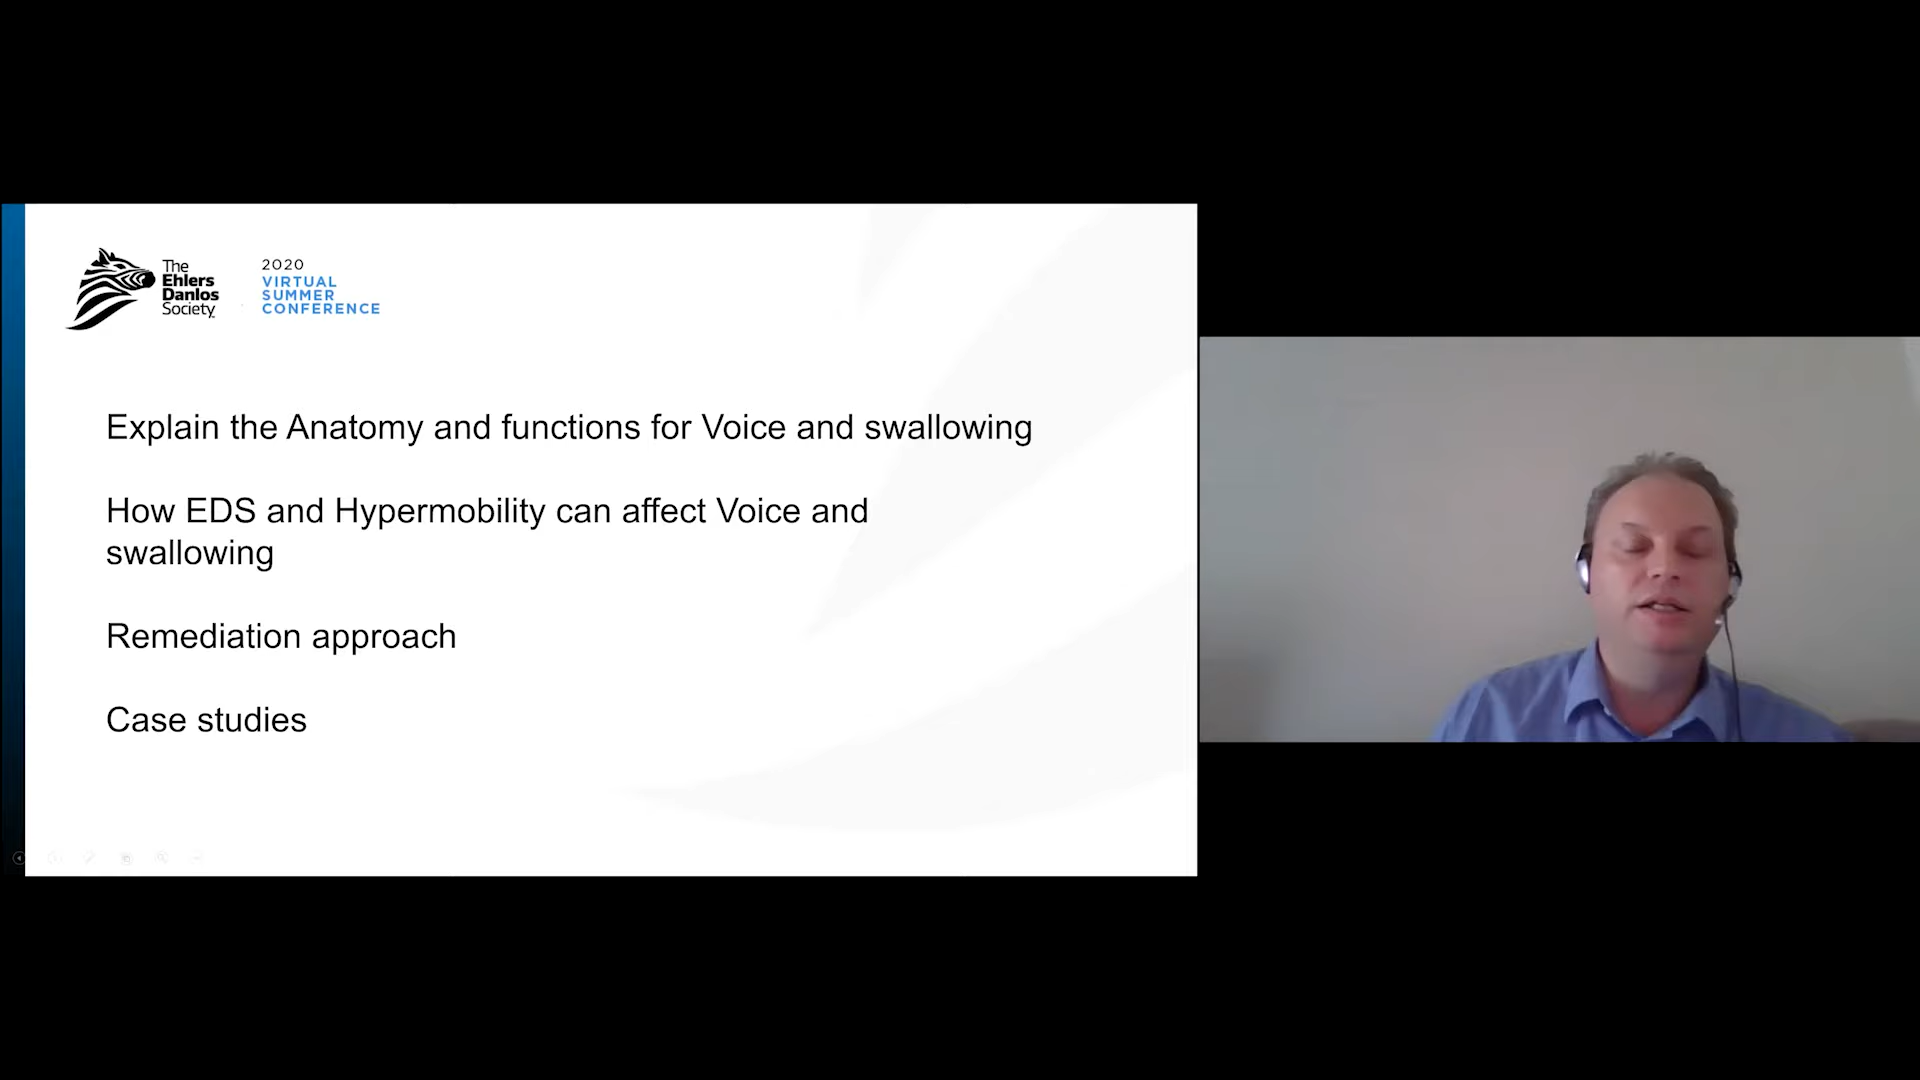 The
Ehlers
Danlos
Society
2020
VIRTUAL
SUMMER
CONFERENCE
Explain the Anatomy and functions for Voice and swallowing
How EDS and Hypermobility can affect Voice and
swallowing
Remediation approach
Case studies